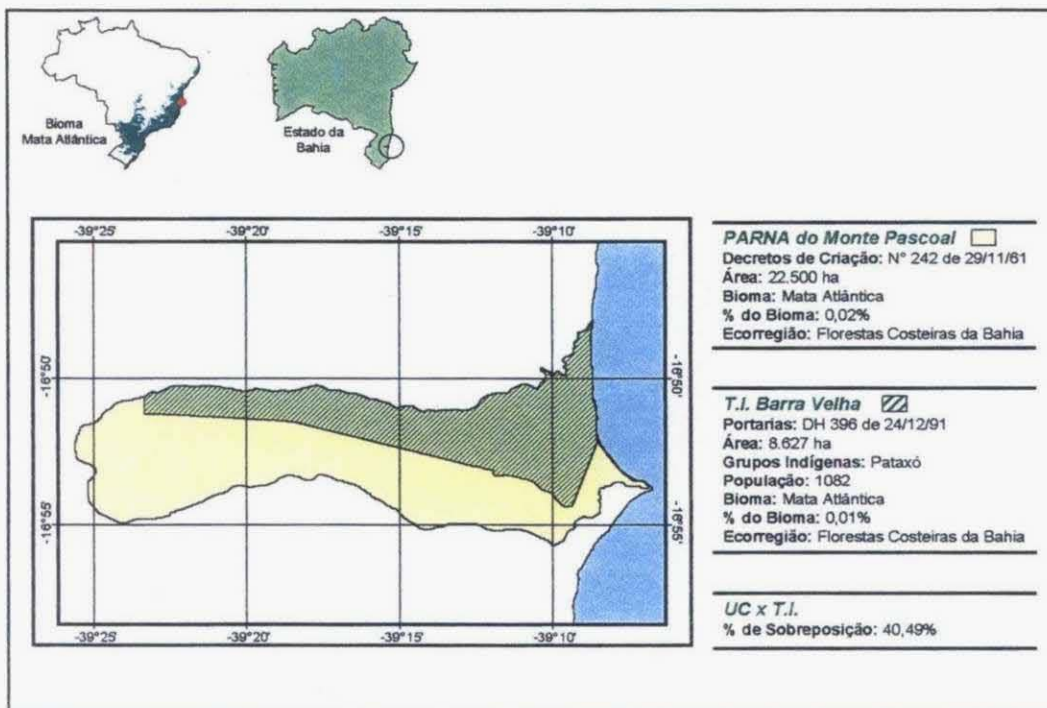 Bioma
Mata Atlântica
Estado da
Bahia
-39°25'
-39°20'
-39°15'
-39°10'
-16°50'
-16°50'
-16°55'
-16°55'
-39°25'
-39°20'
-39°15'
-39°10'
PARNA do Monte Pascoal
Decretos de Criação: N° 242 de 29/11/61
Área: 22.500 ha
Bioma: Mata Atlântica
% do Bioma: 0,02%
Ecorregião: Florestas Costeiras da Bahia
T.I. Barra Velha
Portarias: DH 396 de 24/12/91
Área: 8.627 ha
Grupos Indígenas: Pataxó
População: 1082
Bioma: Mata Atlântica
% do Bioma: 0,01%
Ecorregião: Florestas Costeiras da Bahia
UC x T.I.
% de Sobreposição: 40,49%